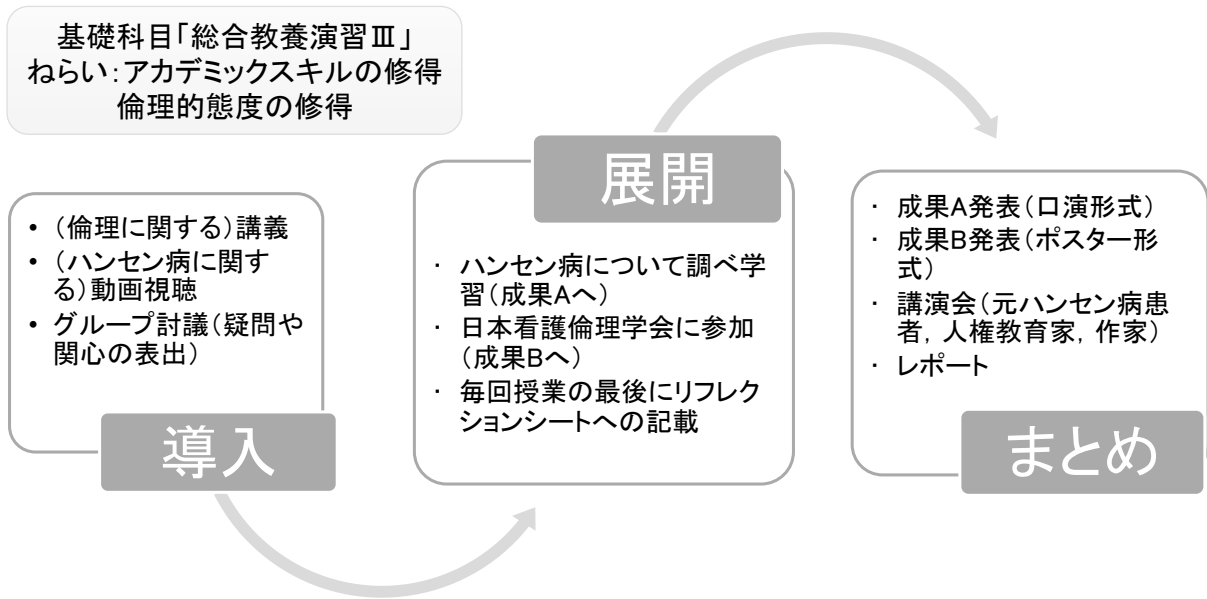 基礎科目「総合教養演習Ⅲ」
ねらい：アカデミックスキルの修得
倫理的態度の修得
• （倫理に関する）講義
• （ハンセン病に関す
る）動画視聴
• グループ討議（疑問や
関心の表出）
導入
展開
・ ハンセン病について調べ学
習（成果Aへ）
・ 日本看護倫理学会に参加
（成果Bへ）
・ 毎回授業の最後にリフレク
ションシートへの記載
・ 成果A発表（口演形式）
・ 成果B発表（ポスター形
式）
・ 講演会（元ハンセン病患
者，人権教育家，作家）
・ レポート
まとめ